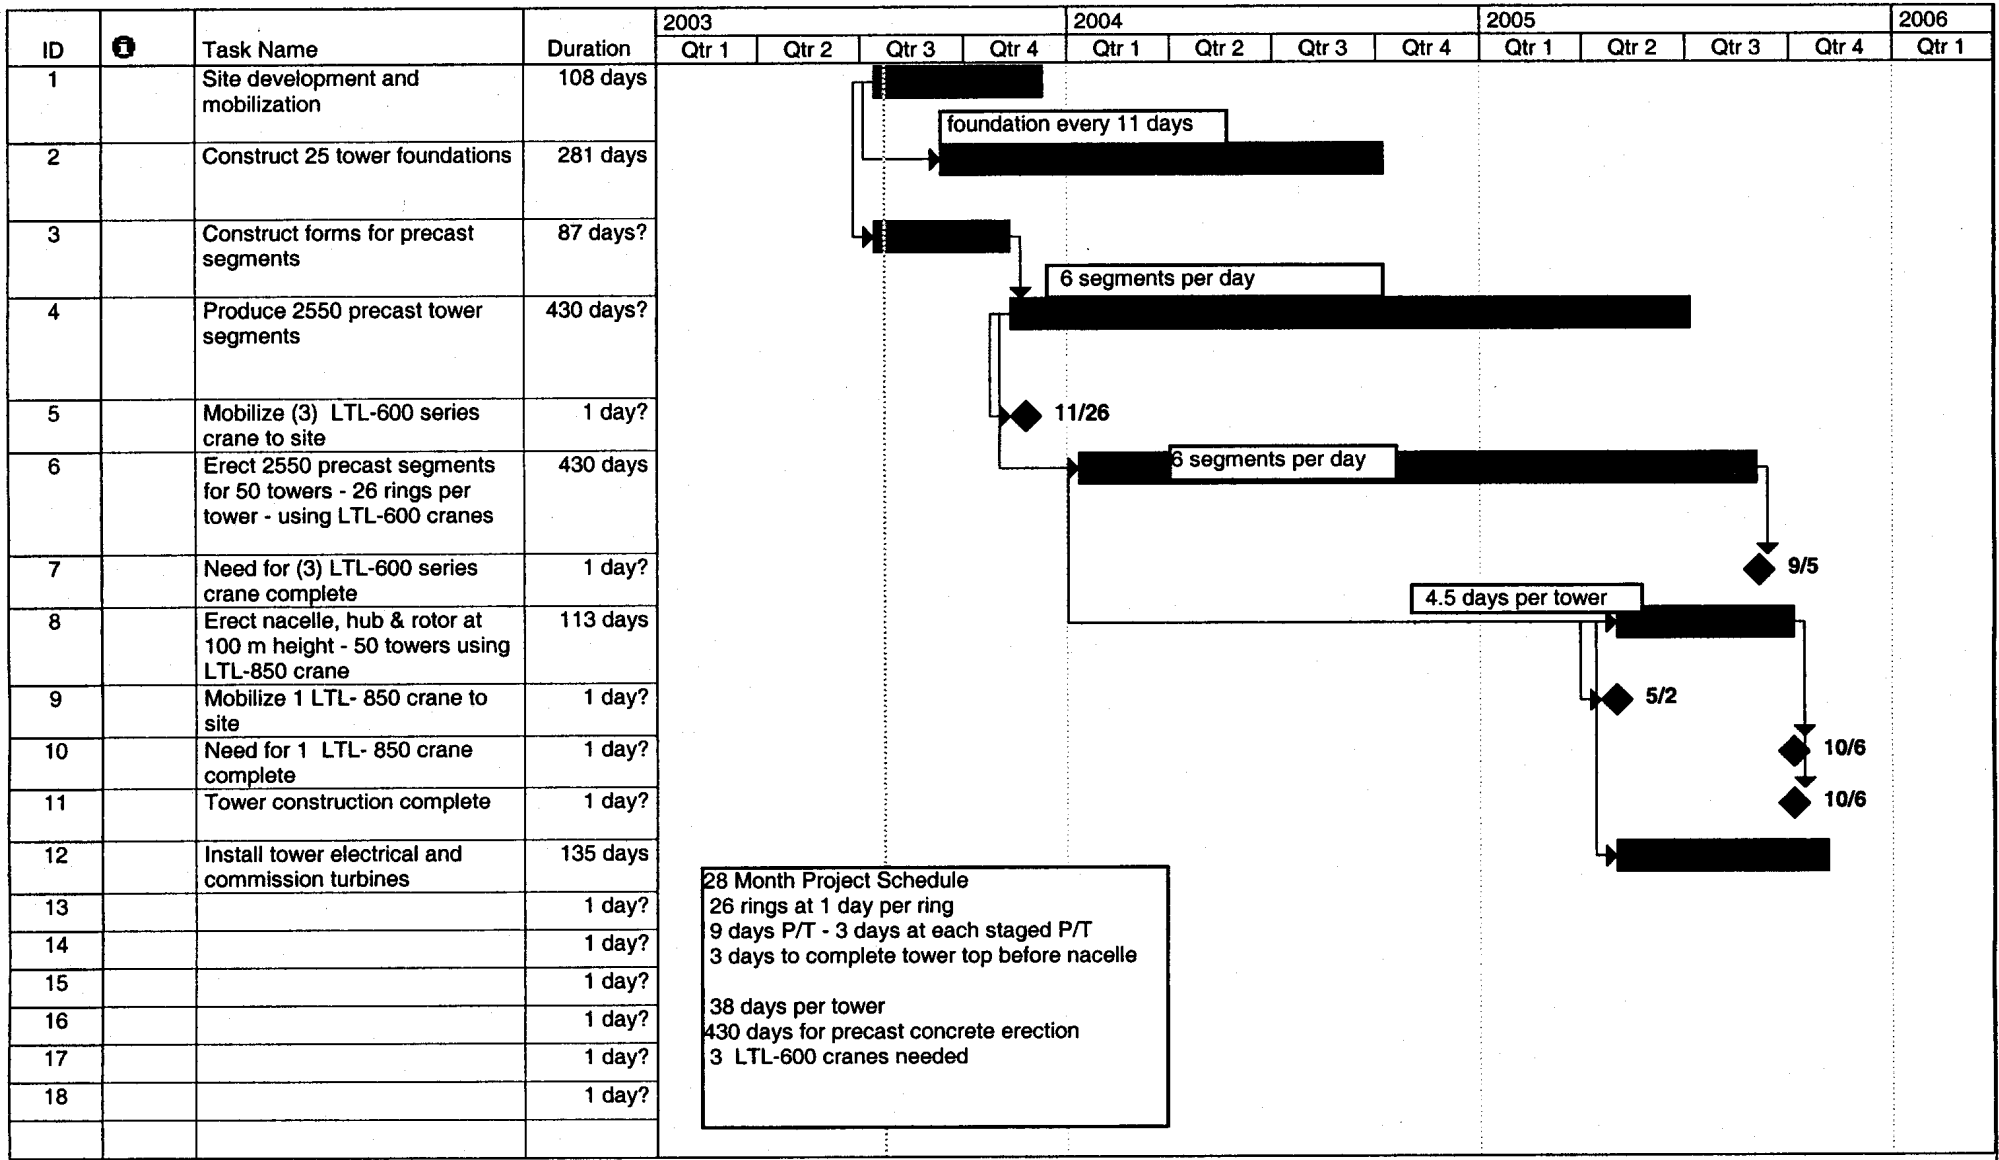 2003 2004 2005 2006
ID Task Name Duration Qtr 1 Qtr 2 Qtr 3 Qtr 4 Qtr 1 Qtr 2 Qtr 3 Qtr 4 Qtr 1 Qtr 2 Qtr 3 Qtr 4 Qtr 1
1 Site development and 108 days
mobilization
foundation every 11 days
2 Construct 25 tower foundations 281 days
3 Construct forms for precast 87 days?
segments
6 segments per day
4 Produce 2550 precast tower 430 days?
segments
5 Mobilize (3) LTL-600 series 1 day? 11/26
crane to site
6 Erect 2550 precast segments 430 days 6 segments per day
for 50 towers - 26 rings per
tower - using LTL-600 cranes
7 Need for (3) LTL-600 series 1 day? 9/5
crane complete
4.5 days per tower
8 Erect nacelle, hub & rotor at 113 days
100 m height - 50 towers using
LTL-850 crane
9 Mobilize 1 LTL- 850 crane to 1 day? 5/2
site
10 Need for 1 LTL- 850 crane 1 day? 10/6
complete
11 Tower construction complete 1 day? 10/6
12 Install tower electrical and 135 days
commission turbines
13 1 day?
14 1 day?
15 1 day?
16 1 day?
17 1 day?
18 1 day?
28 Month Project Schedule
26 rings at 1 day per ring
9 days P/T - 3 days at each staged P/T
3 days to complete tower top before nacelle
38 days per tower
430 days for precast concrete erection
3 LTL-600 cranes needed